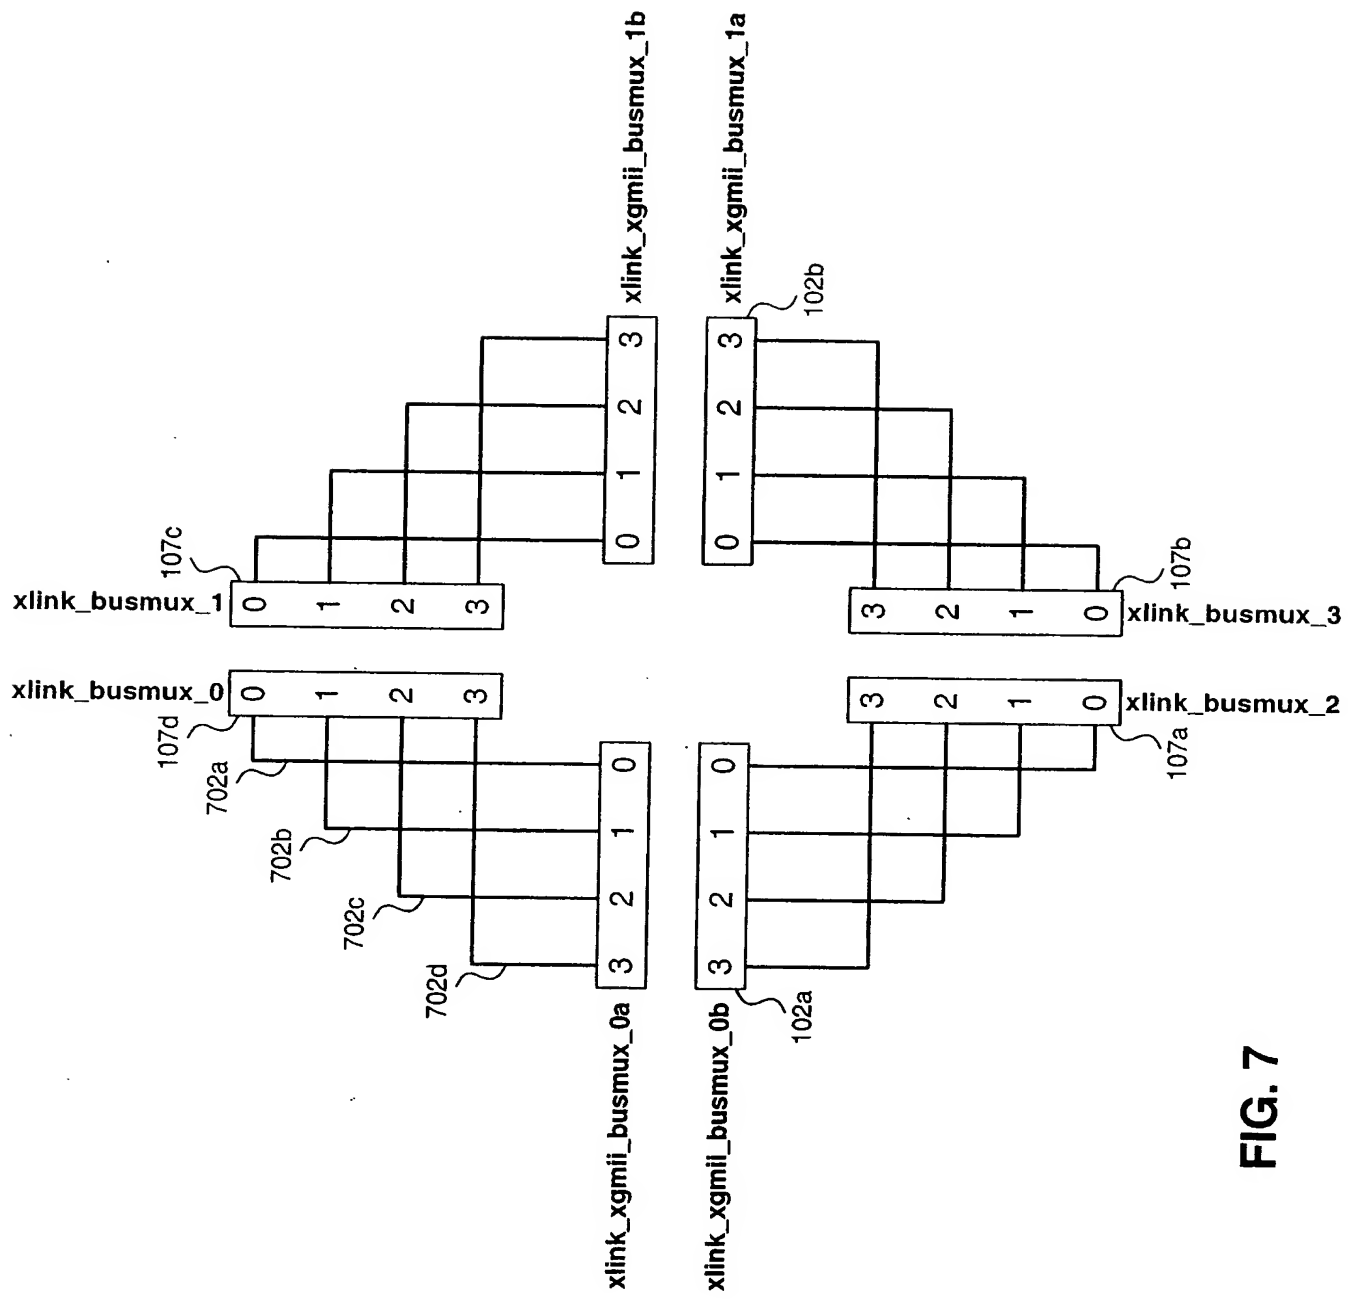 xlink_xgmii_busmux_1b
xlink_xgmii_busmux_1a
102b
3
2
1
0
3
2
1
0
107c
xlink_busmux_1
0
1
2
3
3
2
1
0
107b
xlink_busmux_3
xlink_busmux_0
0
1
2
3
107d
3
2
1
0
xlink_busmux_2
107a
702a
702b
702c
702d
0
1
2
3
0
1
2
3
102a
xlink_xgmii_busmux_0a
xlink_xgmii_busmux_0b
FIG. 7